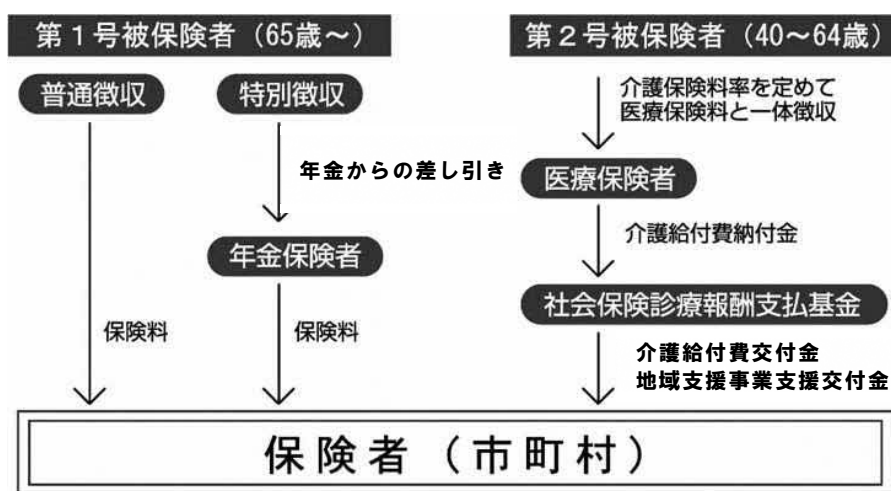 第1号被保険者（65歳～）
普通徴収
特別徴収
年金からの差し引き
年金保険者
保険料
保険料
第2号被保険者（40～64歳）
介護保険料率を定めて
医療保険料と一体徴収
医療保険者
介護給付費納付金
社会保険診療報酬支払基金
介護給付費交付金
地域支援事業支援交付金
保険者（市町村）